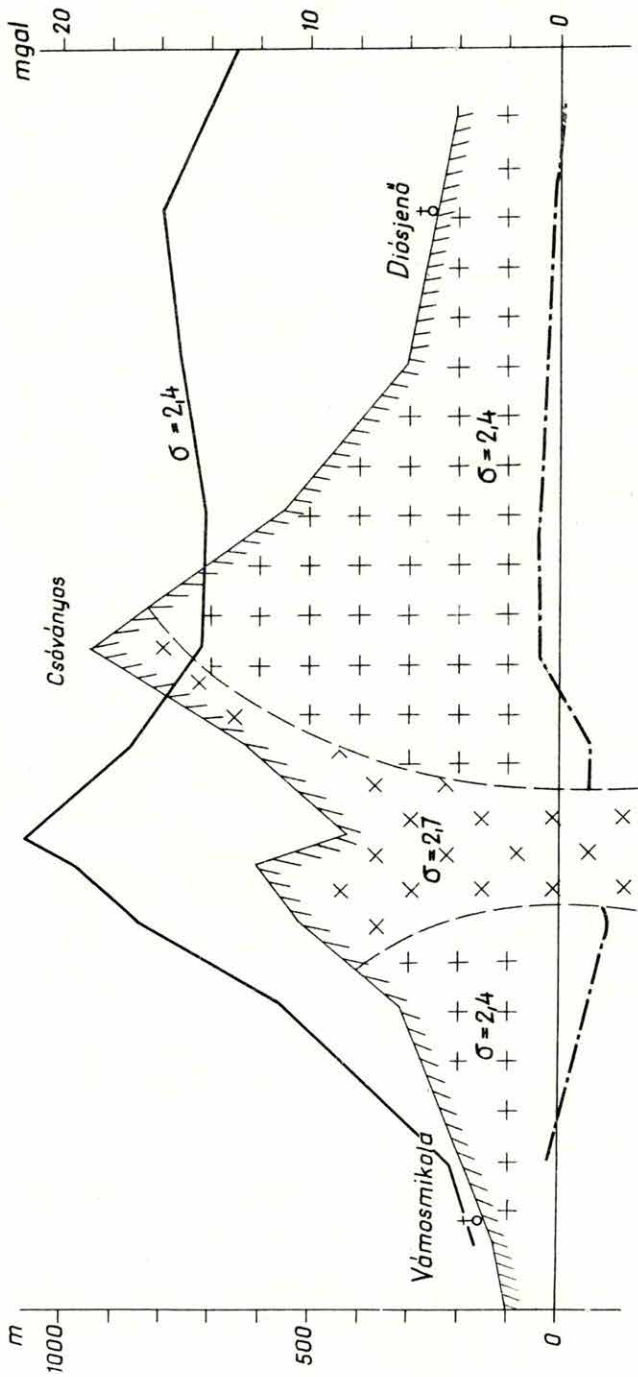 mgal
20
10
0
Diósjenő
σ = 2,4
σ = 2,4
Csóványos
σ = 2,7
σ = 2,4
Vámosmikola
m
1000
500
0